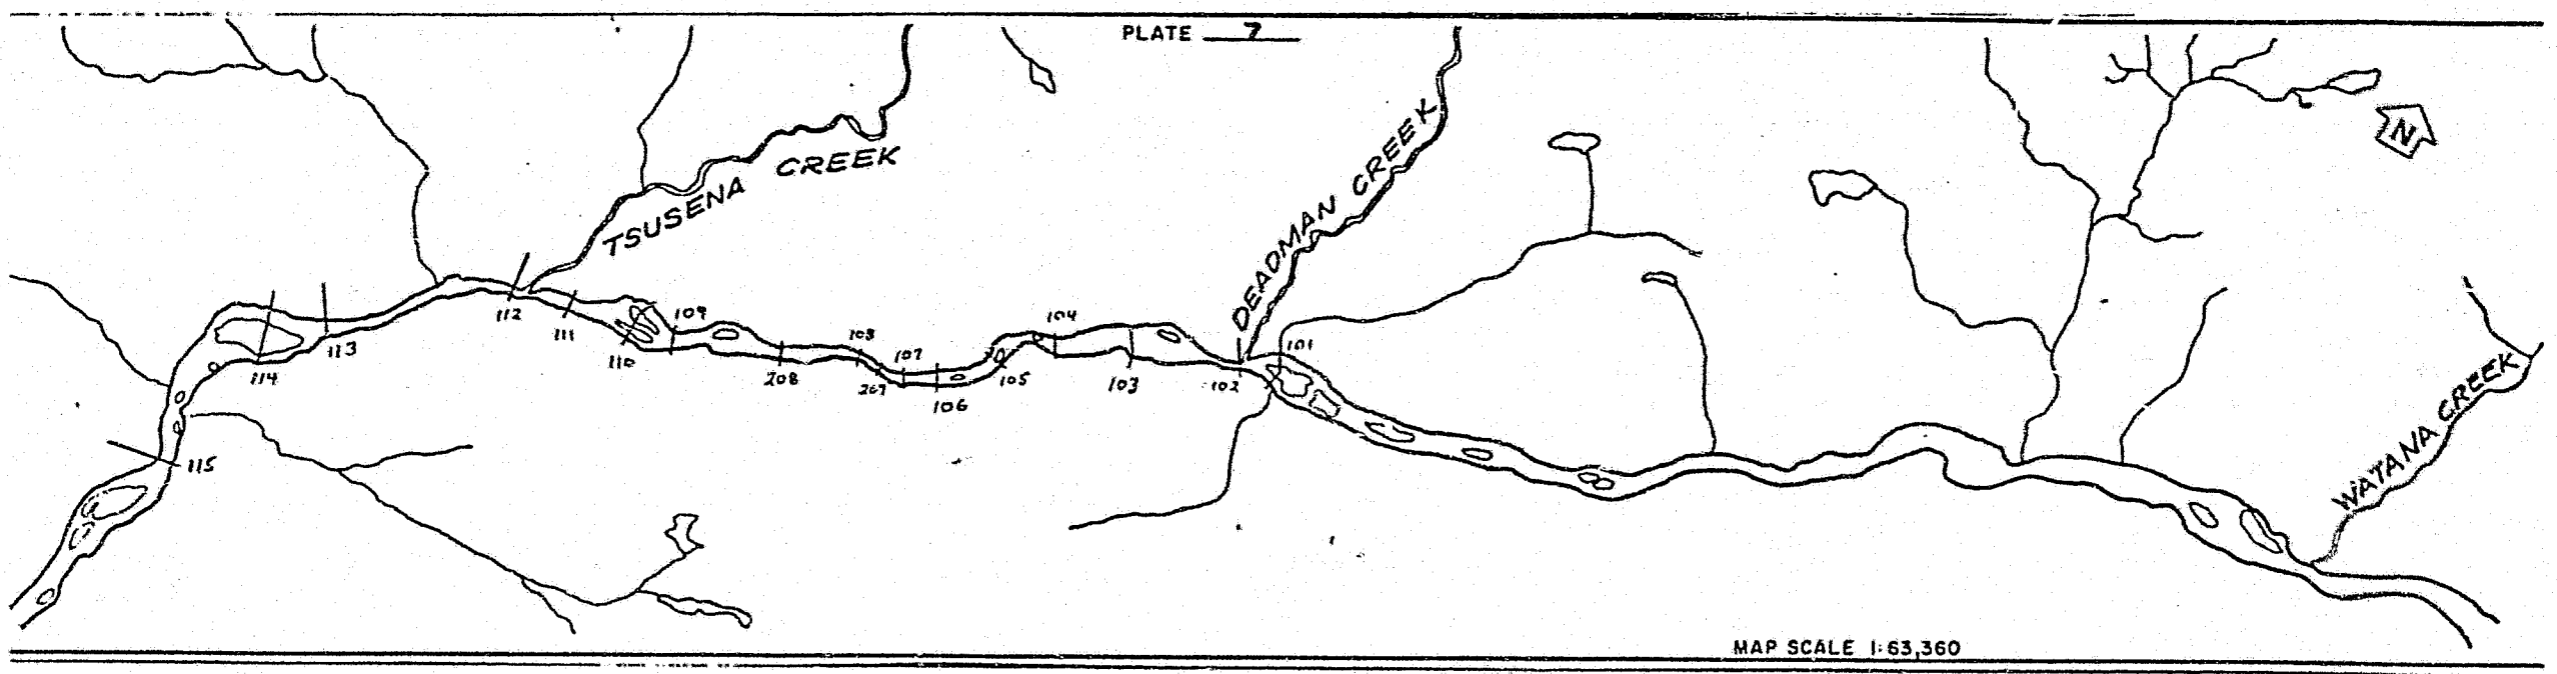 PLATE 7
N
TSUSENA CREEK
DEADMAN CREEK
WATANA CREEK
112
111
110
109
208
108
207
107
106
105
104
103
102
101
113
114
115
MAP SCALE 1:63,360